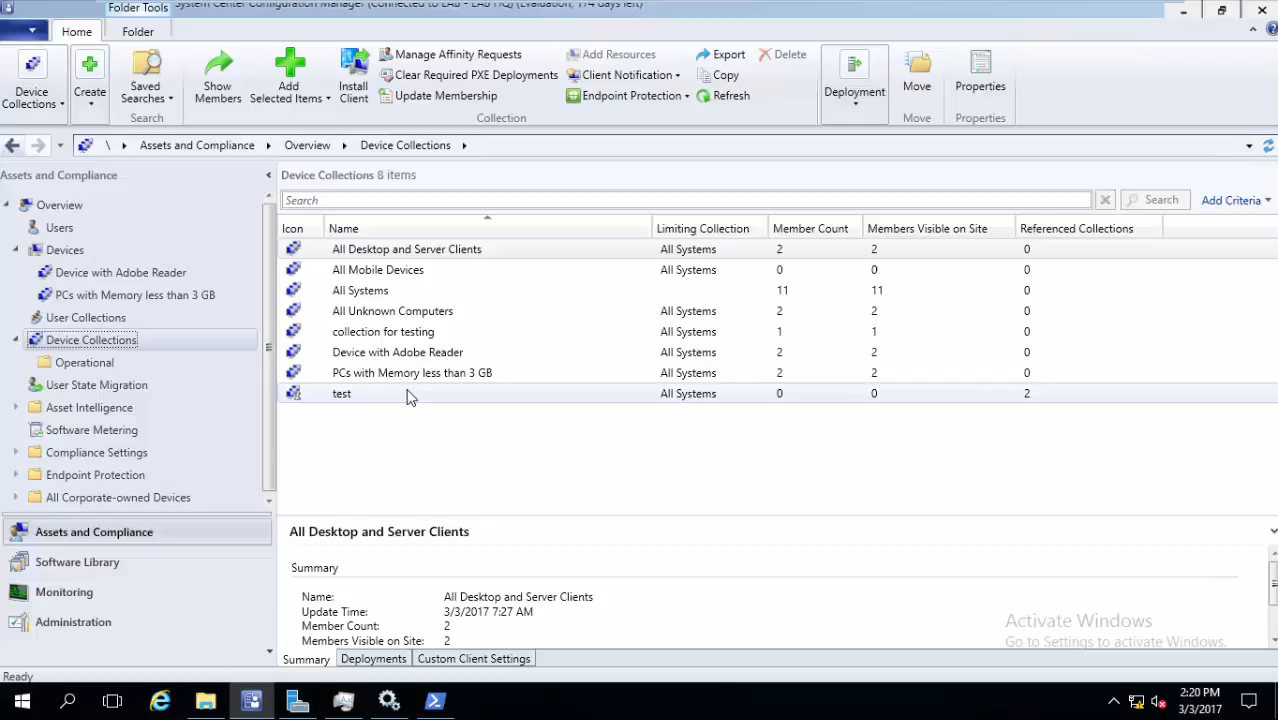 Folder Tools
System Center Configuration Manager (Connected to LAB - LAB HQ) (Evaluation, 174 days left)
Home
Folder
Device
Collections
Create
Saved
Searches
Search
Show
Members
Add
Selected Items
Install
Client
Manage Affinity Requests
Clear Required PXE Deployments
Update Membership
Add Resources
Client Notification
Endpoint Protection
Export
Copy
Refresh
Delete
Collection
Deployment
Move
Move
Properties
Properties
\ Assets and Compliance Overview Device Collections
Assets and Compliance
Overview
Users
Devices
Device with Adobe Reader
PCs with Memory less than 3 GB
User Collections
Device Collections
Operational
User State Migration
Asset Intelligence
Software Metering
Compliance Settings
Endpoint Protection
All Corporate-owned Devices
Assets and Compliance
Software Library
Monitoring
Administration
Device Collections 8 items
Search
Search
Add Criteria
Icon Name Limiting Collection Member Count Members Visible on Site Referenced Collections
All Desktop and Server Clients All Systems 2 2 0
All Mobile Devices All Systems 0 0 0
All Systems 11 11 0
All Unknown Computers All Systems 2 2 0
collection for testing All Systems 1 1 0
Device with Adobe Reader All Systems 2 2 0
PCs with Memory less than 3 GB All Systems 2 2 0
test All Systems 0 0 2
All Desktop and Server Clients
Summary
Name: All Desktop and Server Clients
Update Time: 3/3/2017 7:27 AM
Member Count: 2
Members Visible on Site: 2
Activate Windows
Go to Settings to activate Windows.
Summary Deployments Custom Client Settings
Ready
2:20 PM
3/3/2017